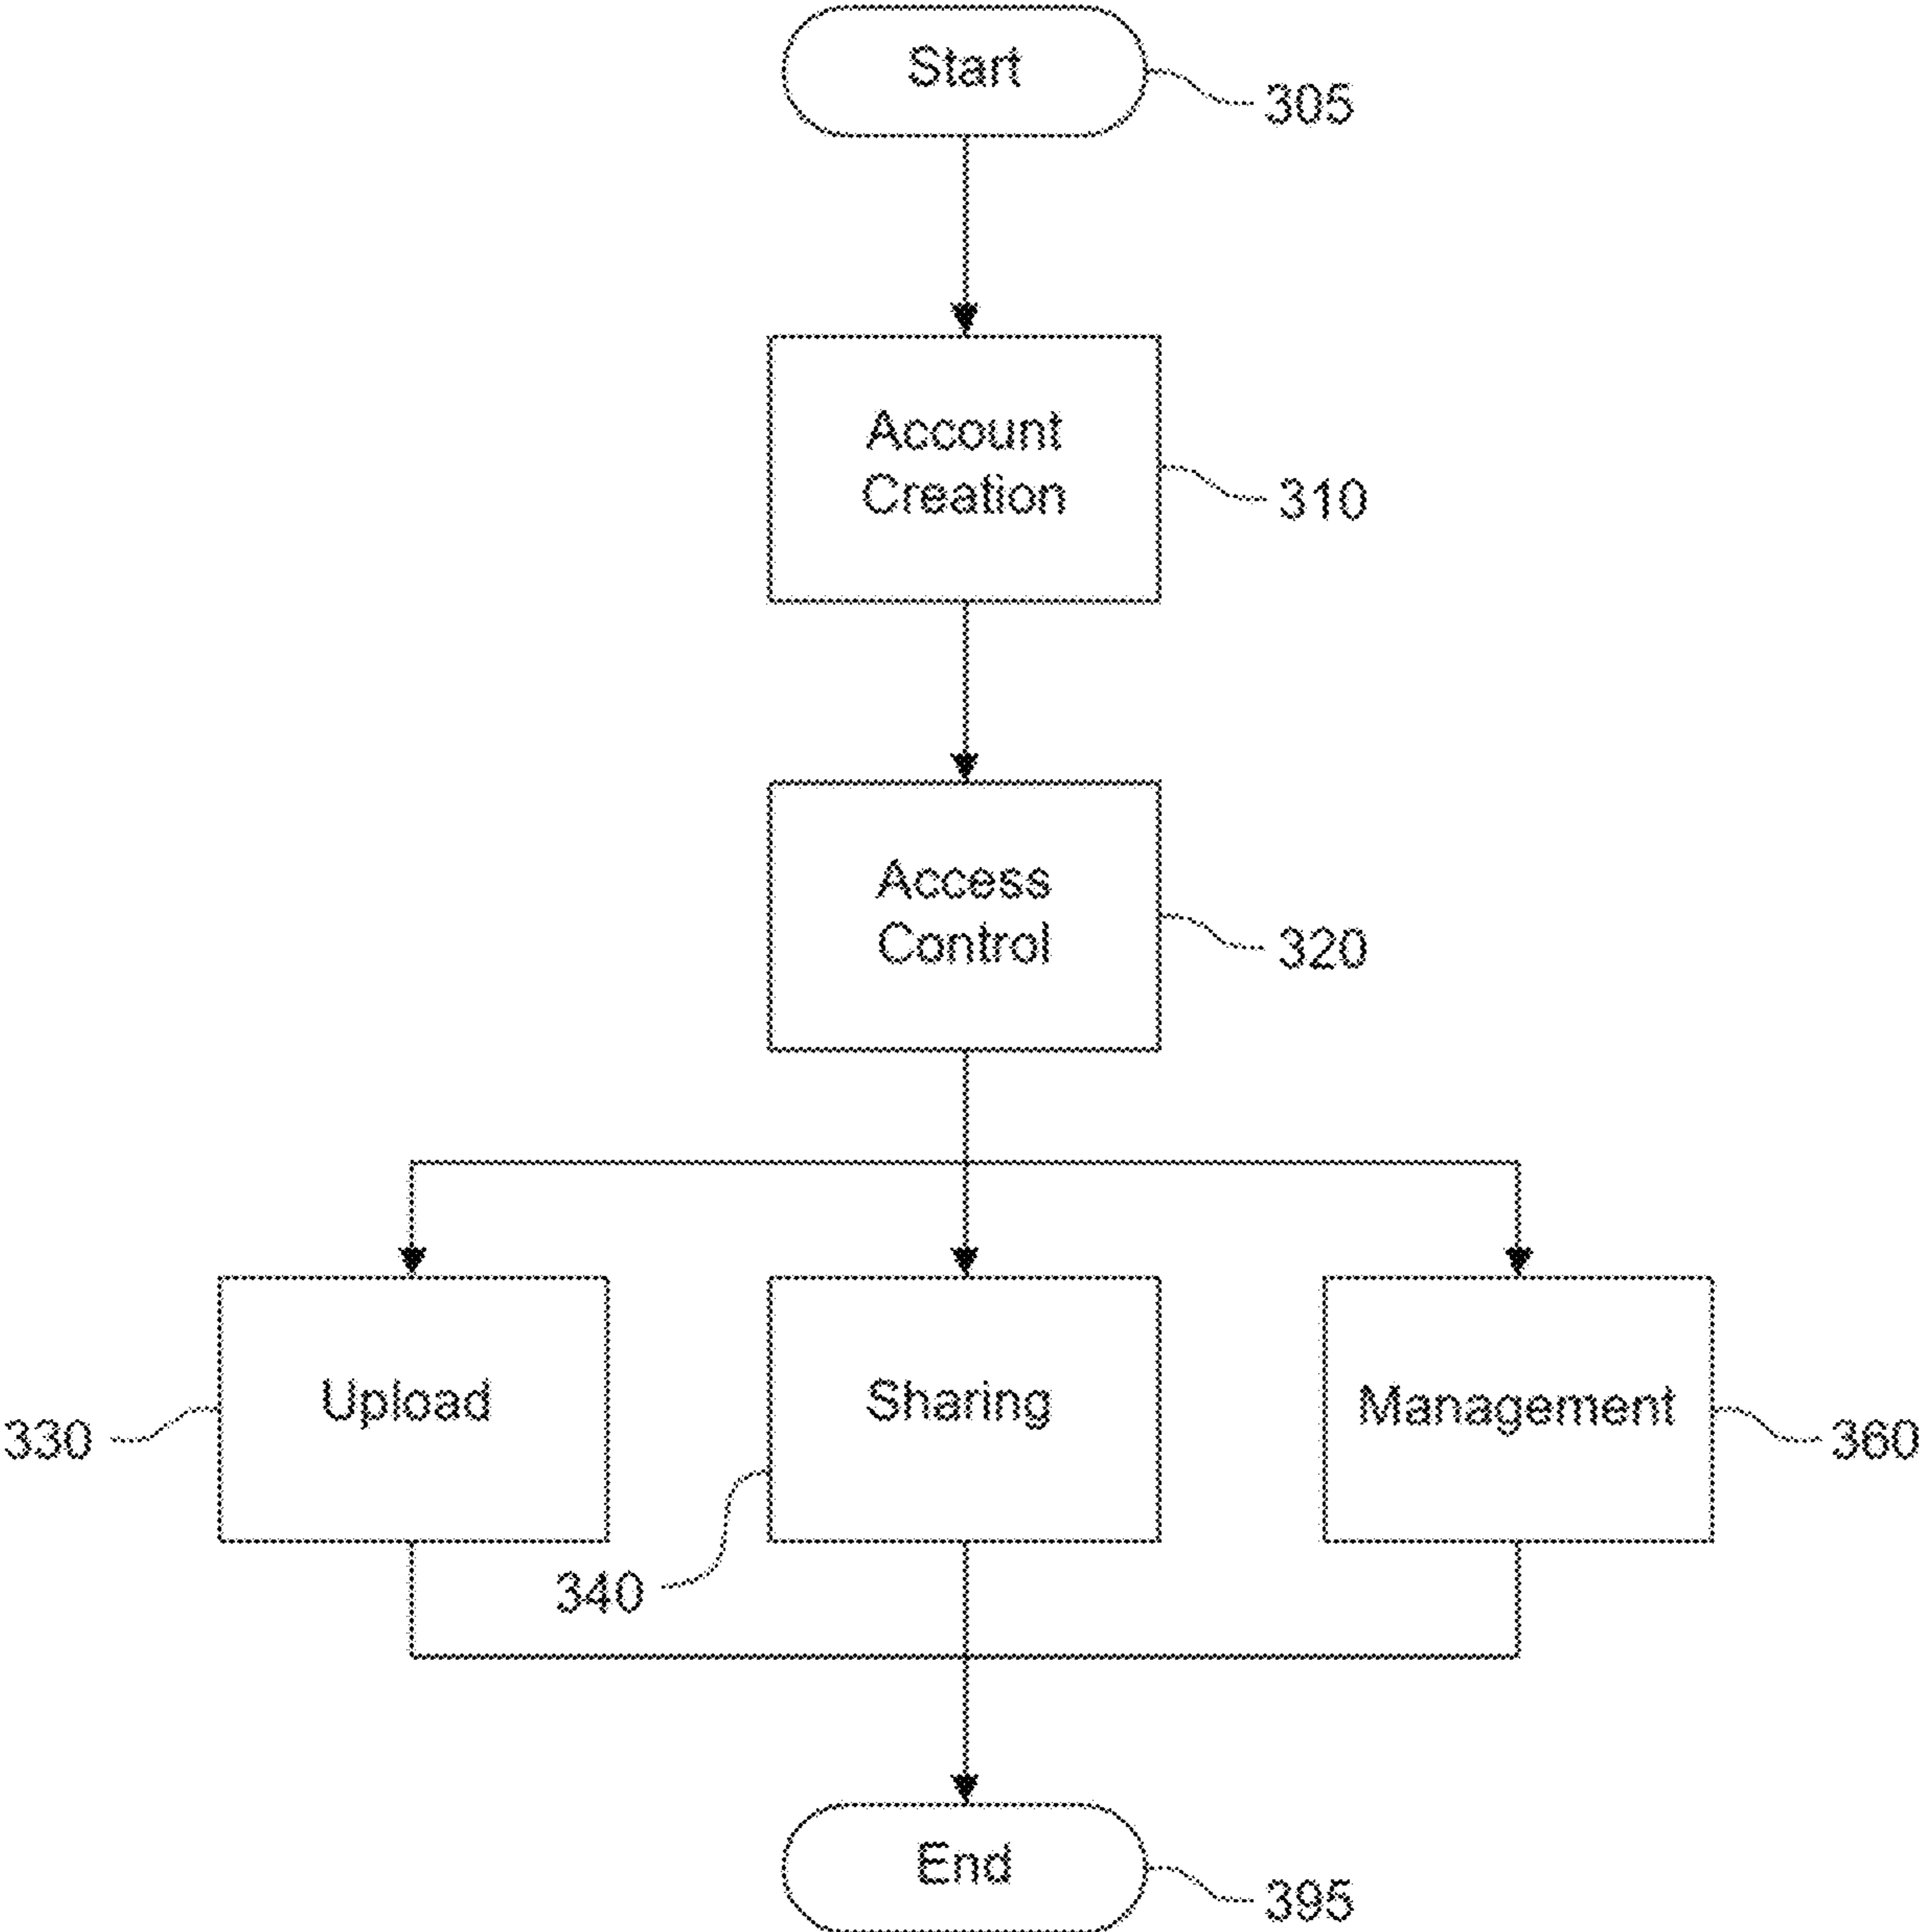 Start
305
Account
Creation
310
Access
Control
320
Upload
Sharing
Management
330
360
340
End
395